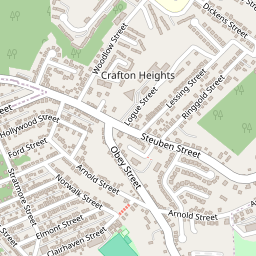 Dickens Street
Woodlow Street
Crafton Heights
Lessing Street
Ringgold Street
Hollywood Street
Steuben Street
Ford Street
Obey Street
Stratmore Street
Arnold Street
Norwalk Street
Arnold Street
Elmont Street
Clairhaven Street